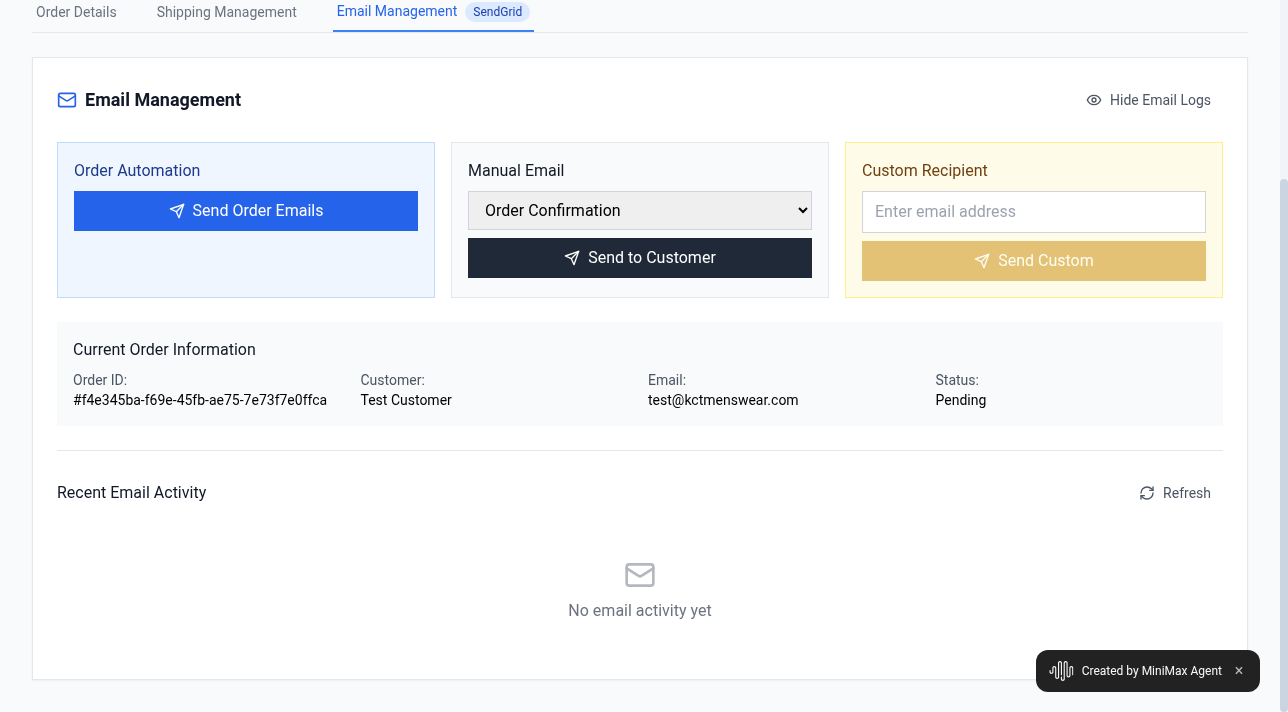 Order Details
Shipping Management
Email Management
SendGrid
Email Management
Hide Email Logs
Order Automation
Send Order Emails
Manual Email
Order Confirmation
Send to Customer
Custom Recipient
Enter email address
Send Custom
Current Order Information
Order ID:
#f4e345ba-f69e-45fb-ae75-7e73f7e0ffca
Customer:
Test Customer
Email:
test@kctmenswear.com
Status:
Pending
Recent Email Activity
Refresh
No email activity yet
Created by MiniMax Agent ×